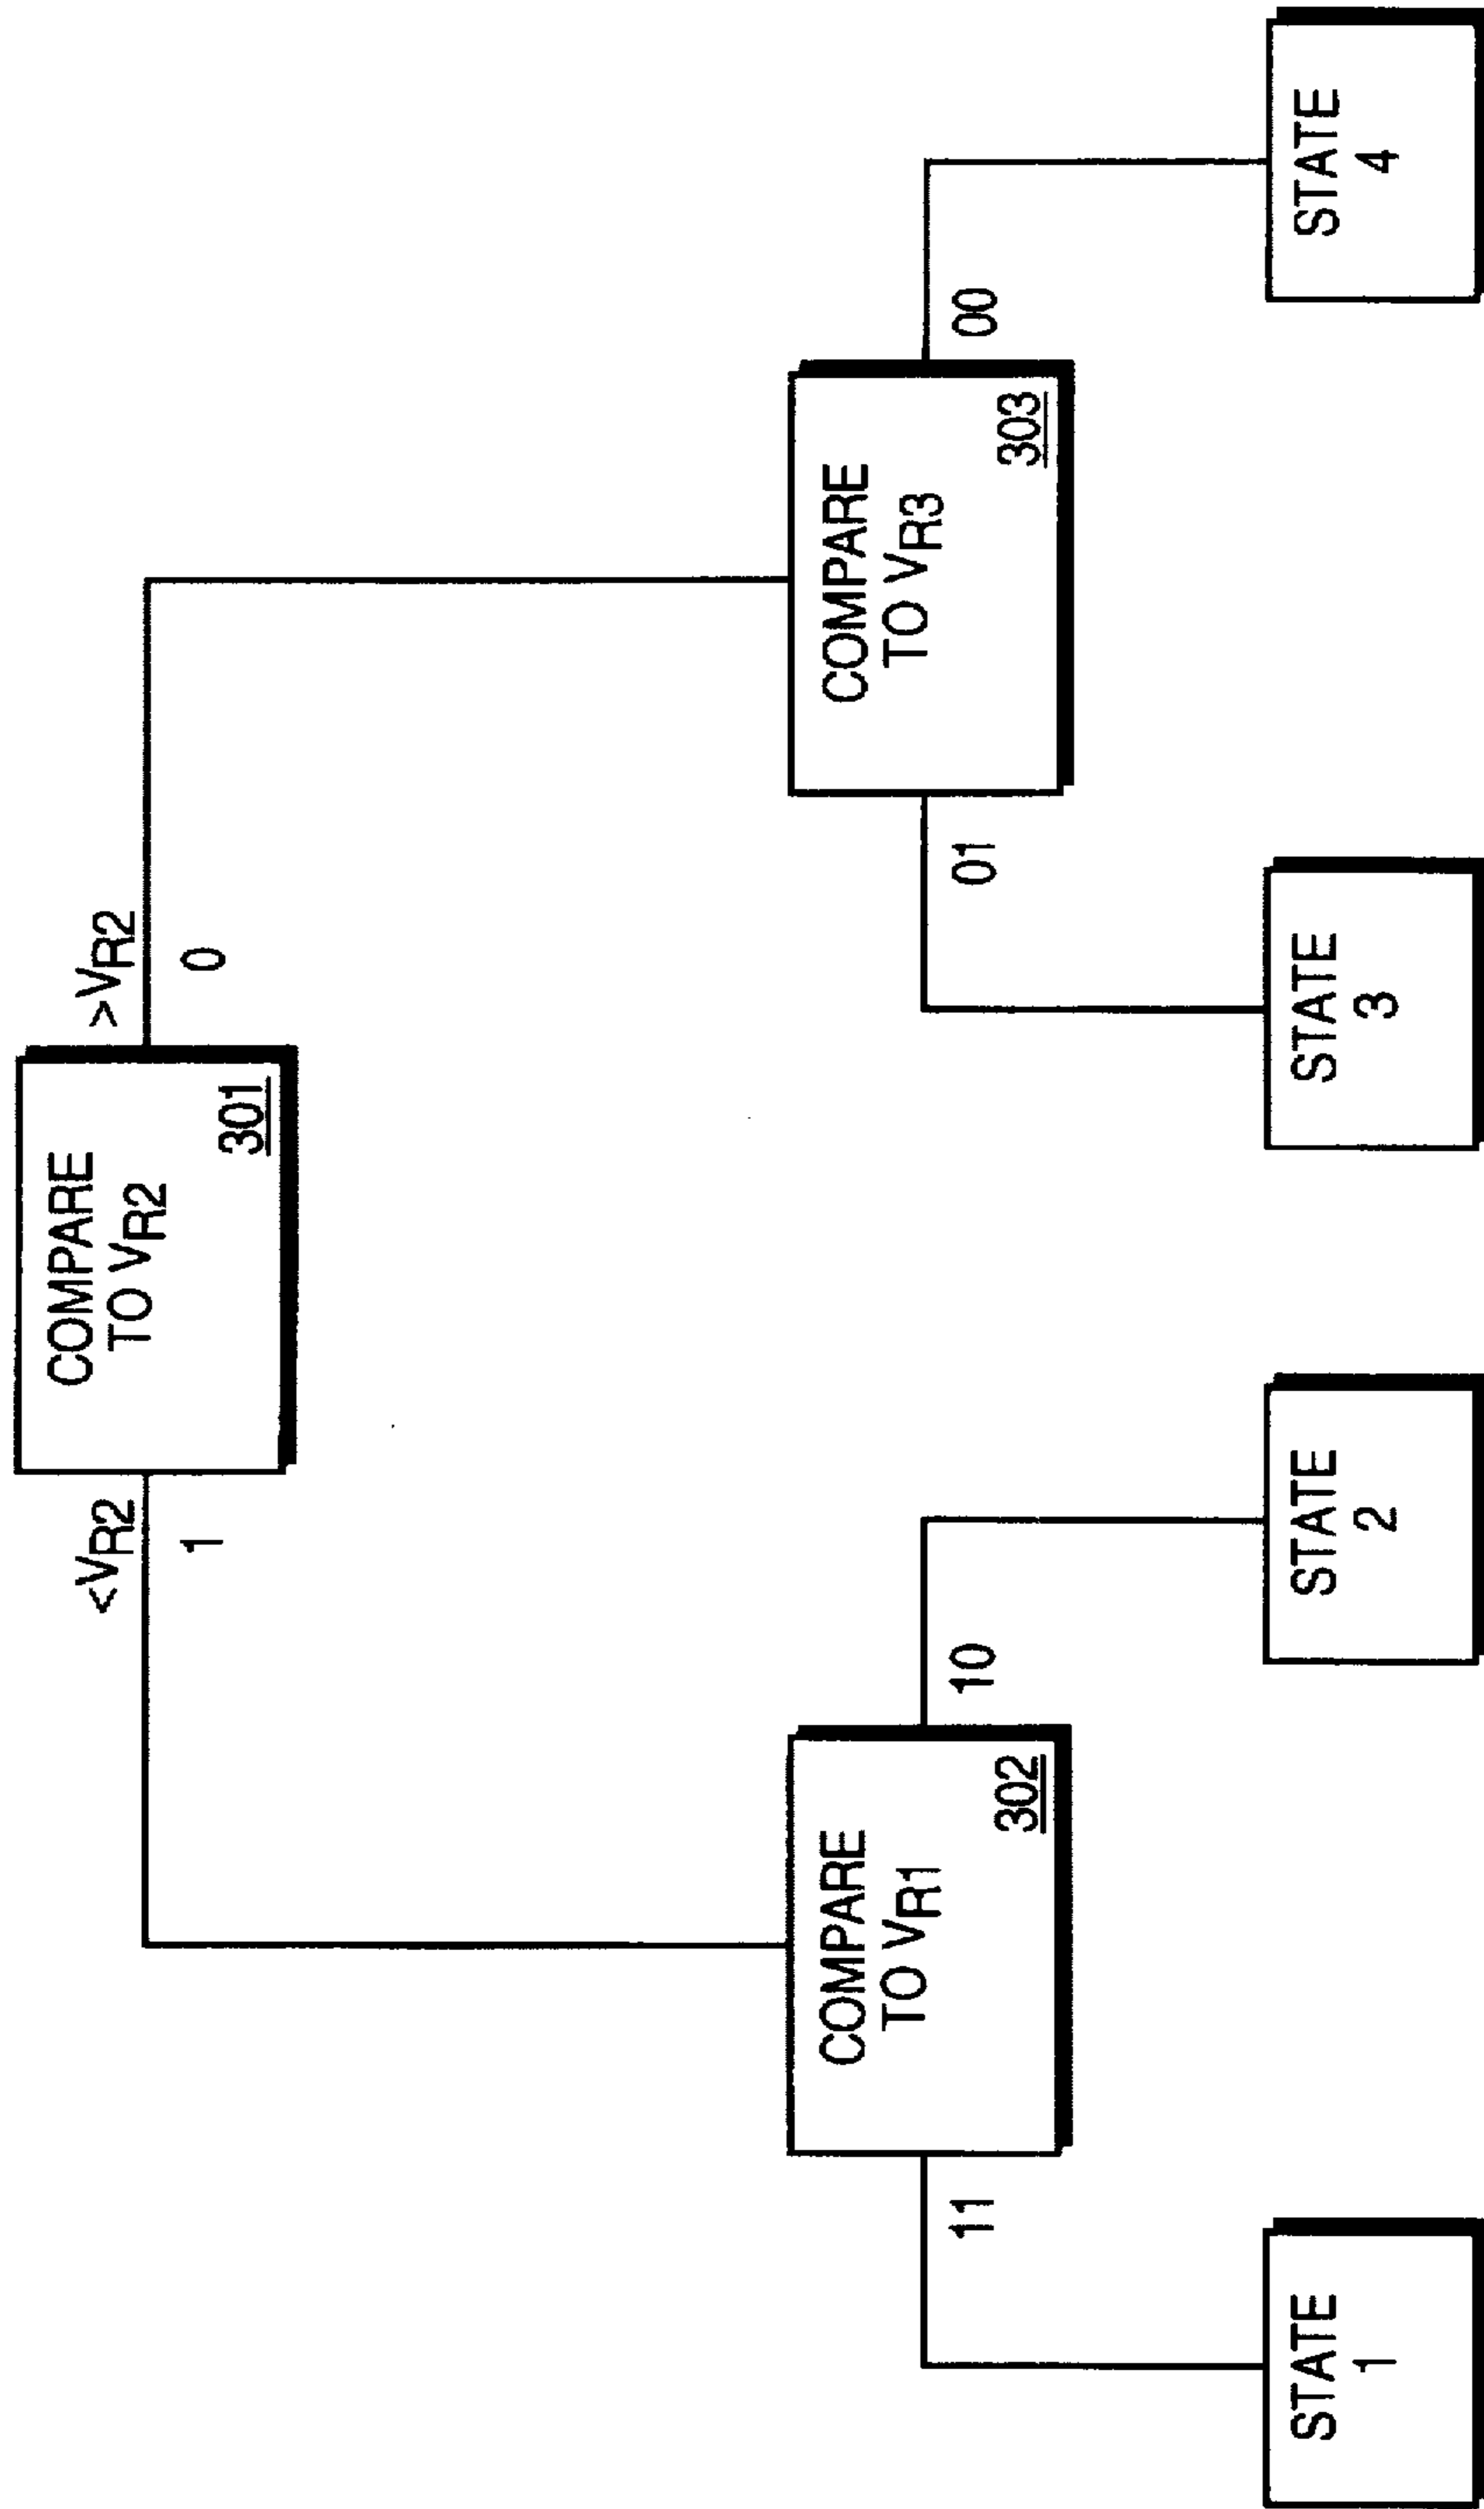 COMPARE
TO VR2
301
<VR2
1
>VR2
0
COMPARE
TO VR1
302
11
10
COMPARE
TO VR3
303
01
00
STATE
1
STATE
2
STATE
3
STATE
4